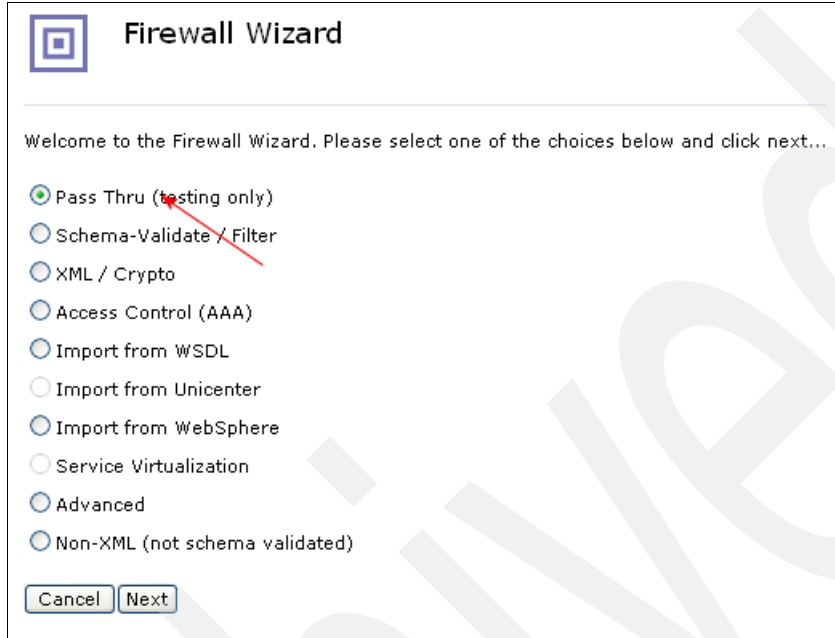 Firewall Wizard
Welcome to the Firewall Wizard. Please select one of the choices below and click next...
Pass Thru (testing only)
Schema-Validate / Filter
XML / Crypto
Access Control (AAA)
Import from WSDL
Import from Unicenter
Import from WebSphere
Service Virtualization
Advanced
Non-XML (not schema validated)
Cancel Next